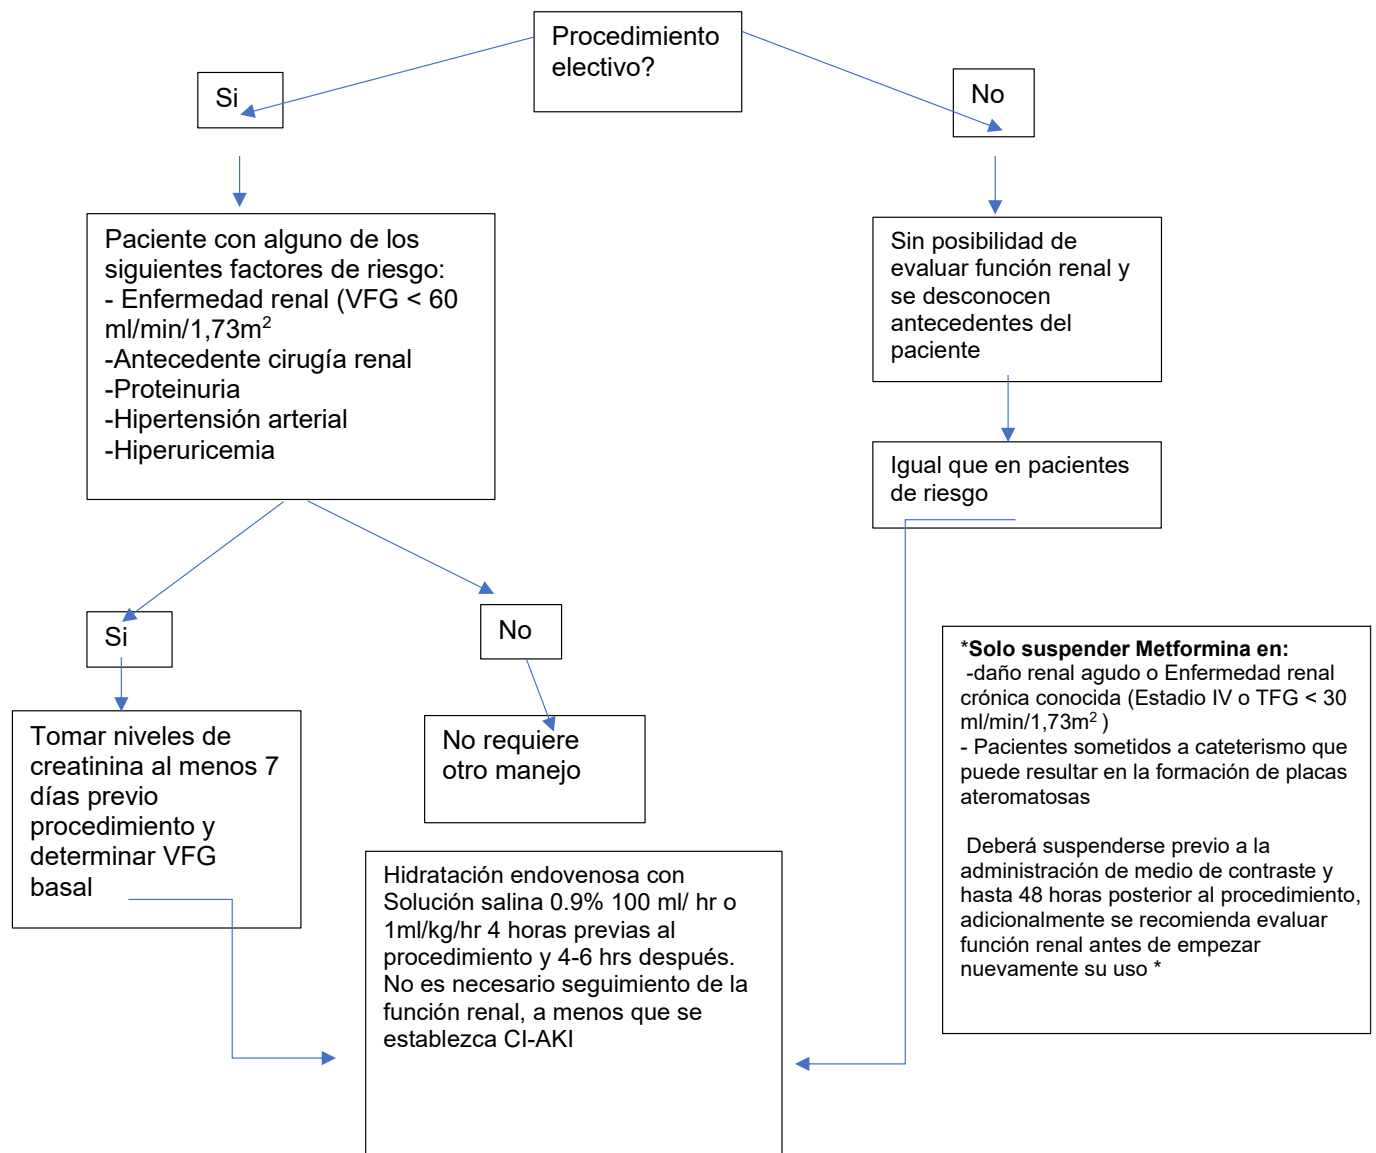 Procedimiento
electivo?
Si
No
Paciente con alguno de los
siguientes factores de riesgo:
- Enfermedad renal (VFG < 60
ml/min/1,73m²
-Antecedente cirugía renal
-Proteinuria
-Hipertensión arterial
-Hiperuricemia
Sin posibilidad de
evaluar función renal y
se desconocen
antecedentes del
paciente
Igual que en pacientes
de riesgo
Si
No
Tomar niveles de
creatinina al menos 7
días previo
procedimiento y
determinar VFG
basal
No requiere
otro manejo
Hidratación endovenosa con
Solución salina 0.9% 100 ml/ hr o
1ml/kg/hr 4 horas previas al
procedimiento y 4-6 hrs después.
No es necesario seguimiento de la
función renal, a menos que se
establezca CI-AKI
*Solo suspender Metformina en:
-daño renal agudo o Enfermedad renal
crónica conocida (Estadio IV o TFG < 30
ml/min/1,73m² )
- Pacientes sometidos a cateterismo que
puede resultar en la formación de placas
ateromatosas
Deberá suspenderse previo a la
administración de medio de contraste y
hasta 48 horas posterior al procedimiento,
adicionalmente se recomienda evaluar
función renal antes de empezar
nuevamente su uso *